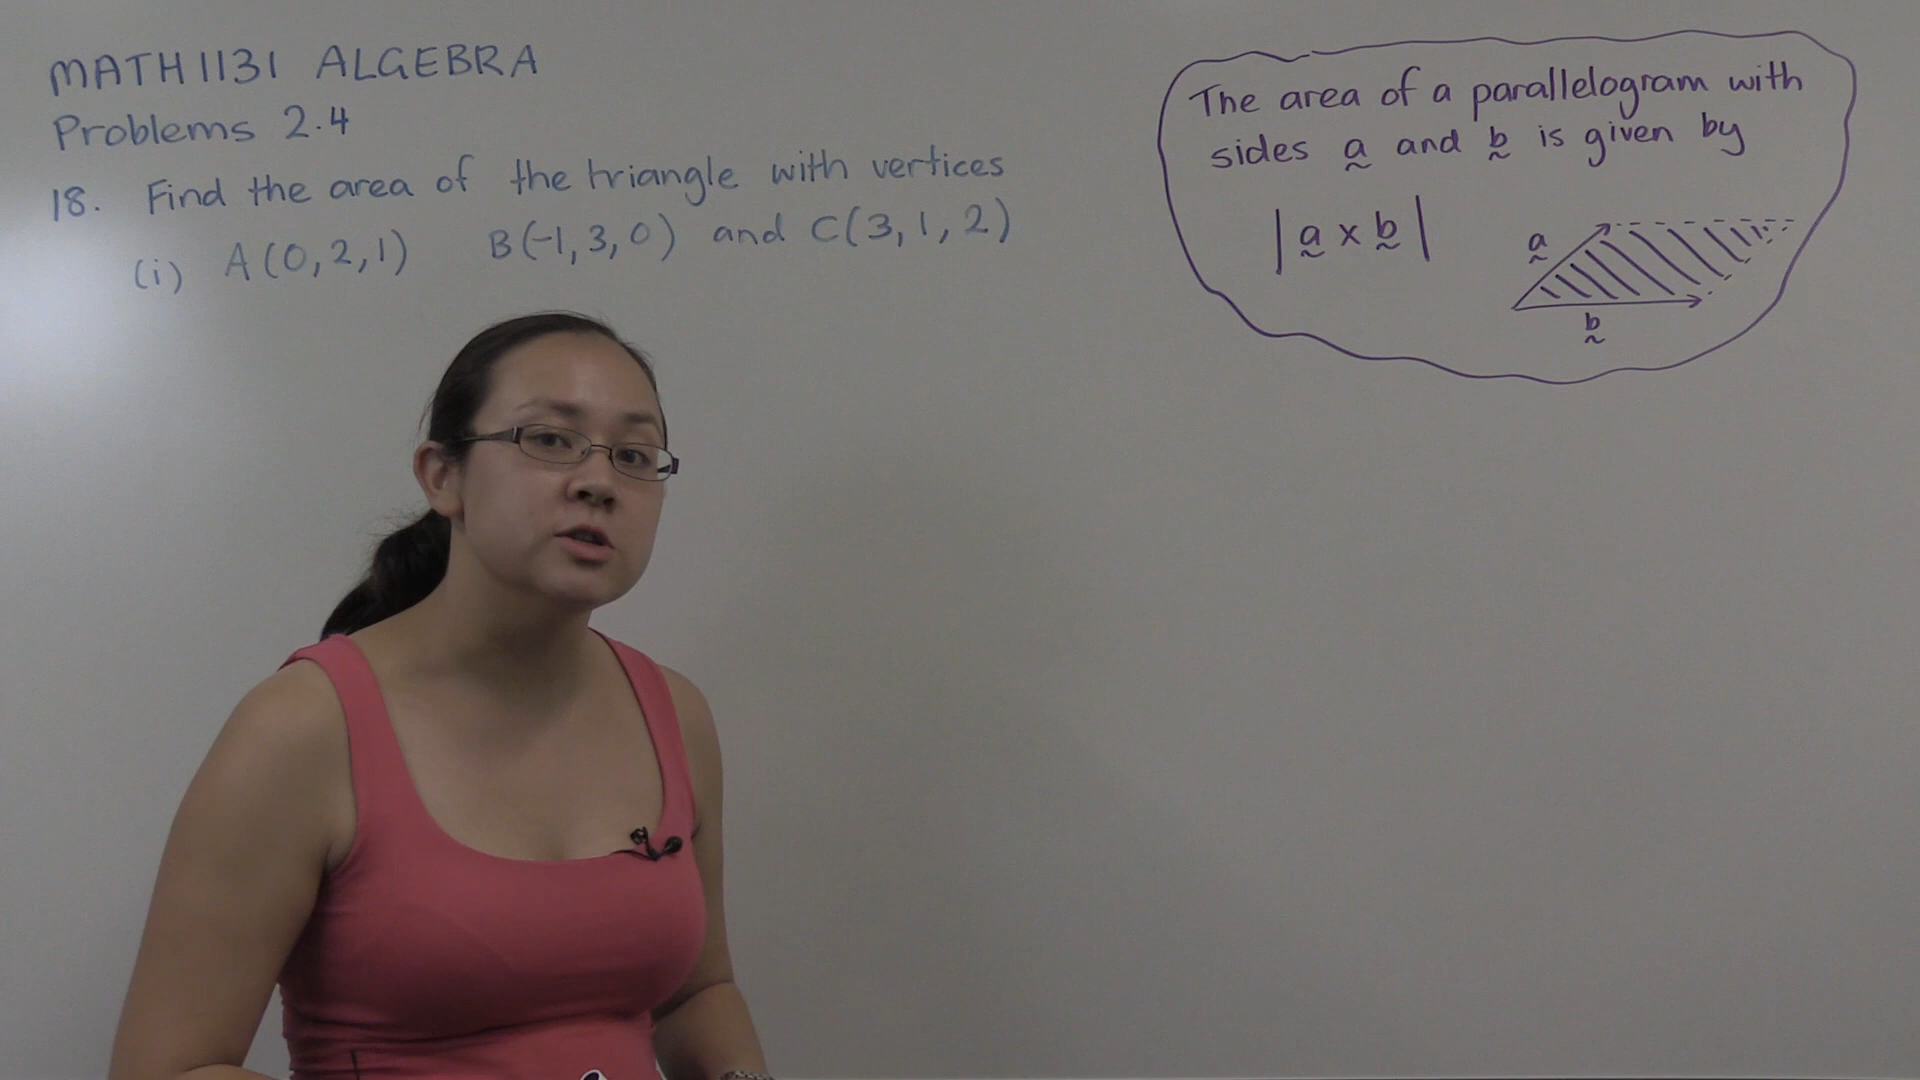 MATH1131 ALGEBRA
Problems 2.4
18. Find the area of the triangle with vertices
(i) A(0,2,1) B(-1,3,0) and C(3,1,2)
The area of a parallelogram with
sides a and b is given by
|a x b|
a
b